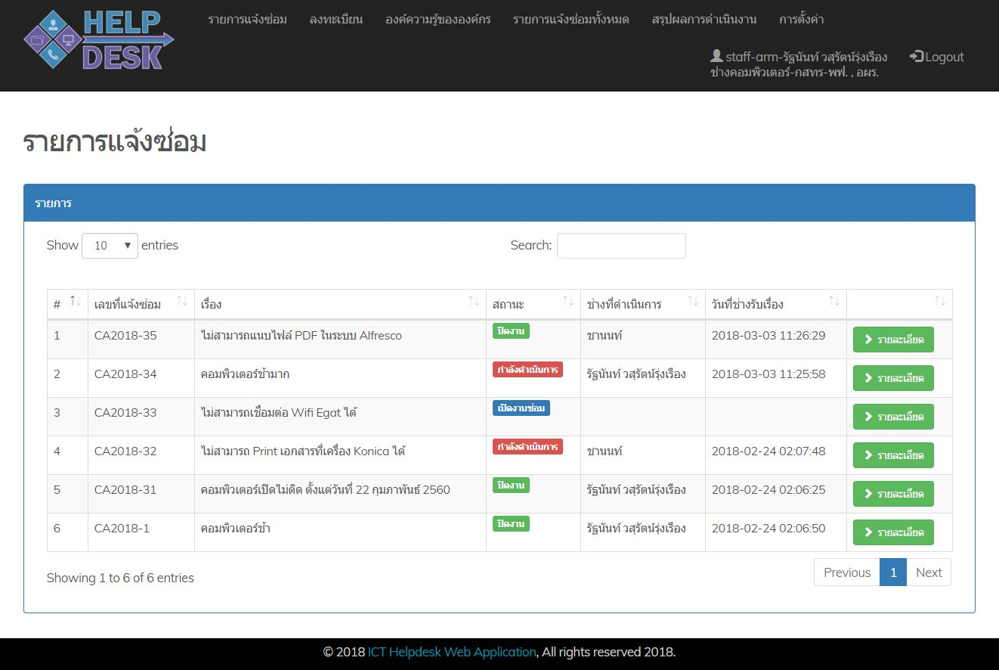 HELP
DESK
รายการแจ้งซ่อม ลงทะเบียน องค์ความรู้ขององค์กร รายการแจ้งซ่อมทั้งหมด สรุปผลการดำเนินงาน การตั้งค่า
staff-arm-รัฐนันท์ วสุรัตน์รุ่งเรือง Logout
ช่างคอมพิวเตอร์-กสทร-พฟ. , อผร.
รายการแจ้งซ่อม
รายการ
Show 10 entries Search:
# เลขที่แจ้งซ่อม เรื่อง สถานะ ช่างที่ดำเนินการ วันที่ช่างรับเรื่อง
1 CA2018-35 ไม่สามารถแนบไฟล์ PDF ในระบบ Alfresco ปิดงาน ชานนท์ 2018-03-03 11:26:29 รายละเอียด
2 CA2018-34 คอมพิวเตอร์ช้ามาก กำลังดำเนินการ รัฐนันท์ วสุรัตน์รุ่งเรือง 2018-03-03 11:25:58 รายละเอียด
3 CA2018-33 ไม่สามารถเชื่อมต่อ Wifi Egat ได้ เปิดงานซ่อม รายละเอียด
4 CA2018-32 ไม่สามารถ Print เอกสารที่เครื่อง Konica ได้ กำลังดำเนินการ ชานนท์ 2018-02-24 02:07:48 รายละเอียด
5 CA2018-31 คอมพิวเตอร์เปิดไม่ติด ตั้งแต่วันที่ 22 กุมภาพันธ์ 2560 ปิดงาน รัฐนันท์ วสุรัตน์รุ่งเรือง 2018-02-24 02:06:25 รายละเอียด
6 CA2018-1 คอมพิวเตอร์ช้า ปิดงาน รัฐนันท์ วสุรัตน์รุ่งเรือง 2018-02-24 02:06:50 รายละเอียด
Showing 1 to 6 of 6 entries Previous 1 Next
© 2018 ICT Helpdesk Web Application, All rights reserved 2018.